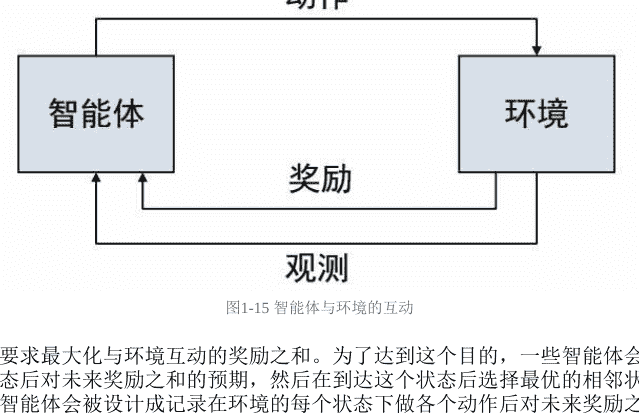 动作
智能体
环境
奖励
观测
图1-15 智能体与环境的互动
要求最大化与环境互动的奖励之和。为了达到这个目的，一些智能体会
态后对未来奖励之和的预期，然后在到达这个状态后选择最优的相邻状
智能体会被设计成记录在环境的每个状态下做各个动作后对未来奖励之